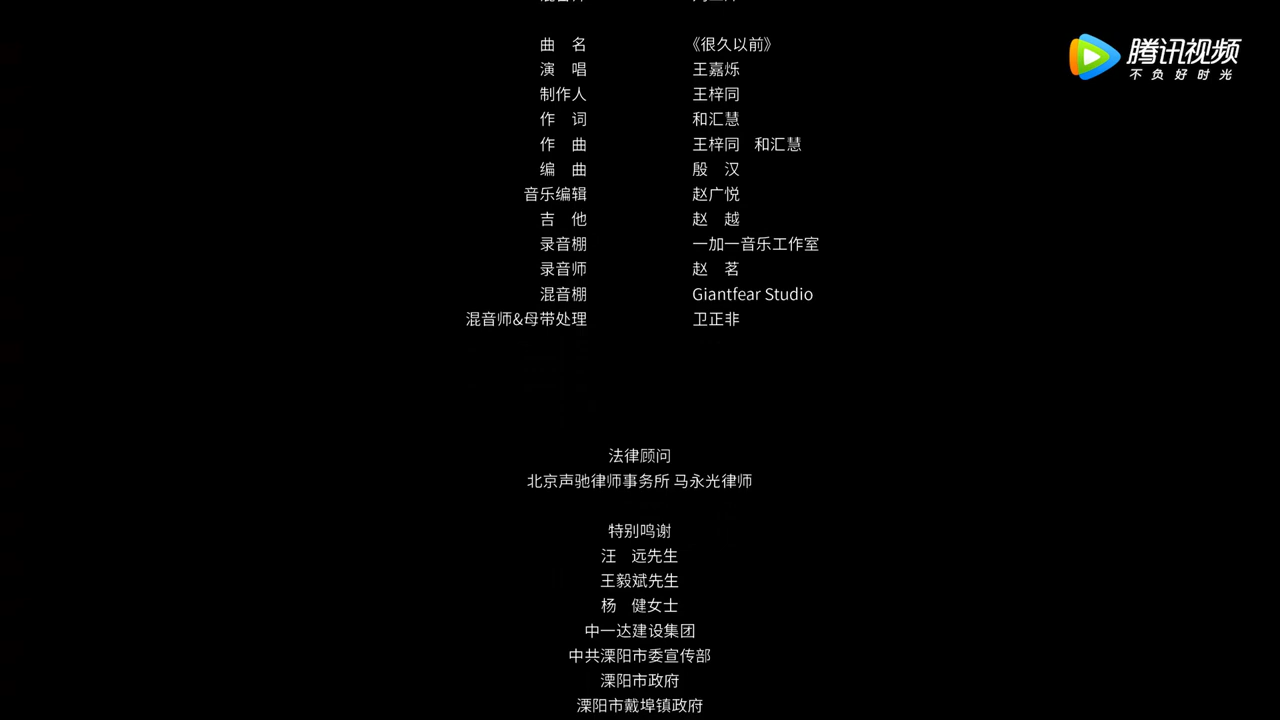 曲 名 《很久以前》
演 唱 王嘉烁
制作人 王梓同
作 词 和汇慧
作 曲 王梓同 和汇慧
编 曲 殷 汉
音乐编辑 赵广悦
吉 他 赵 越
录音棚 一加一音乐工作室
录音师 赵 茗
混音棚 Giantfear Studio
混音师&母带处理 卫正非
法律顾问
北京声驰律师事务所 马永光律师
特别鸣谢
汪 远先生
王毅斌先生
杨 健女士
中一达建设集团
中共溧阳市委宣传部
溧阳市政府
溧阳市戴埠镇政府
腾讯视频
不负好时光